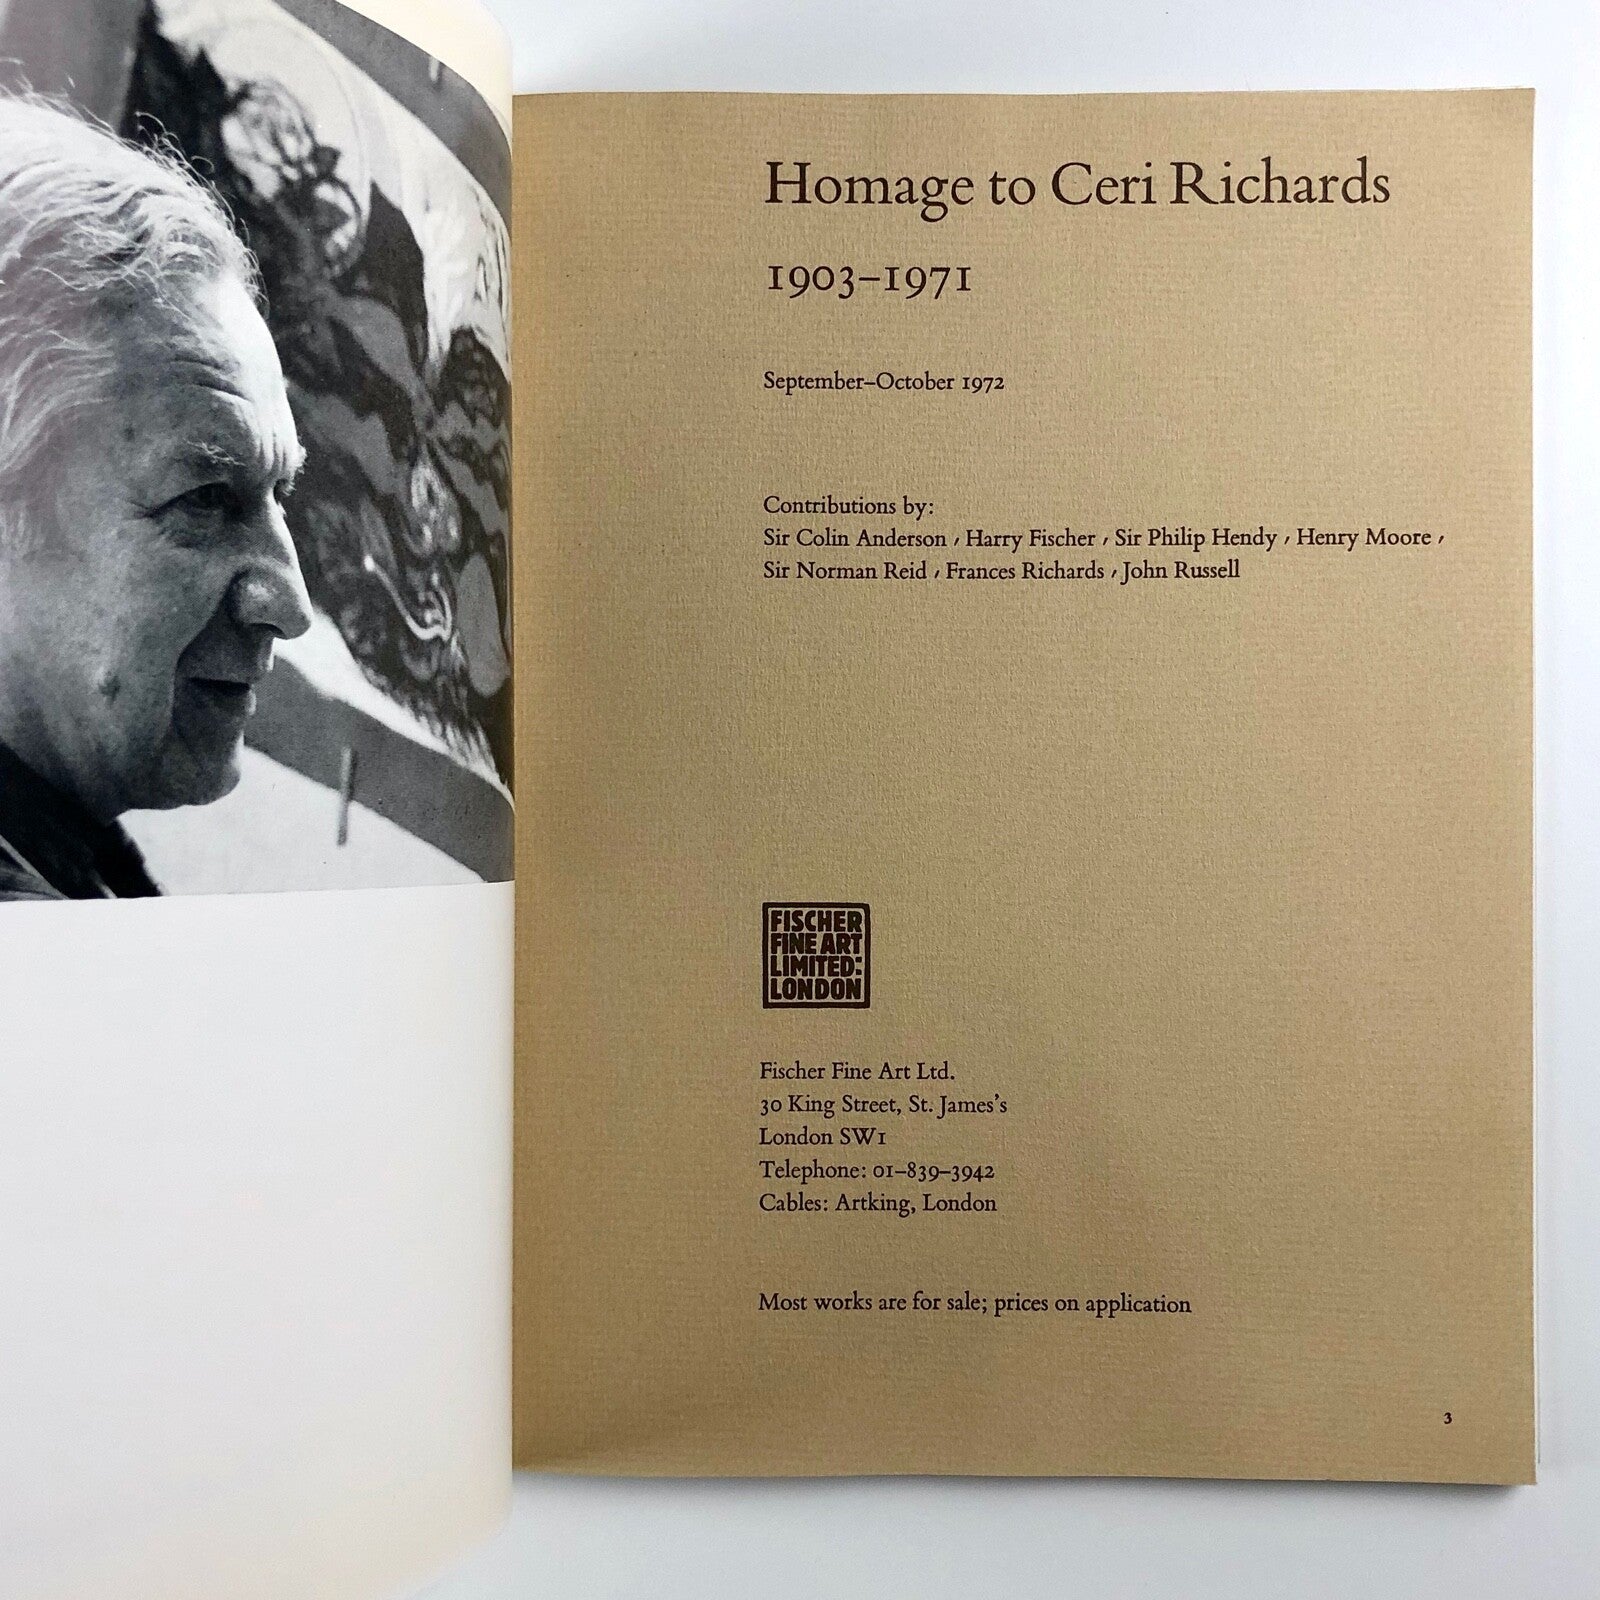 Homage to Ceri Richards
1903–1971
September–October 1972
Contributions by:
Sir Colin Anderson, Harry Fischer, Sir Philip Hendy, Henry Moore,
Sir Norman Reid, Frances Richards, John Russell
FISCHER
FINE ART
LIMITED:
LONDON
Fischer Fine Art Ltd.
30 King Street, St. James's
London SW1
Telephone: 01–839–3942
Cables: Artking, London
Most works are for sale; prices on application
3